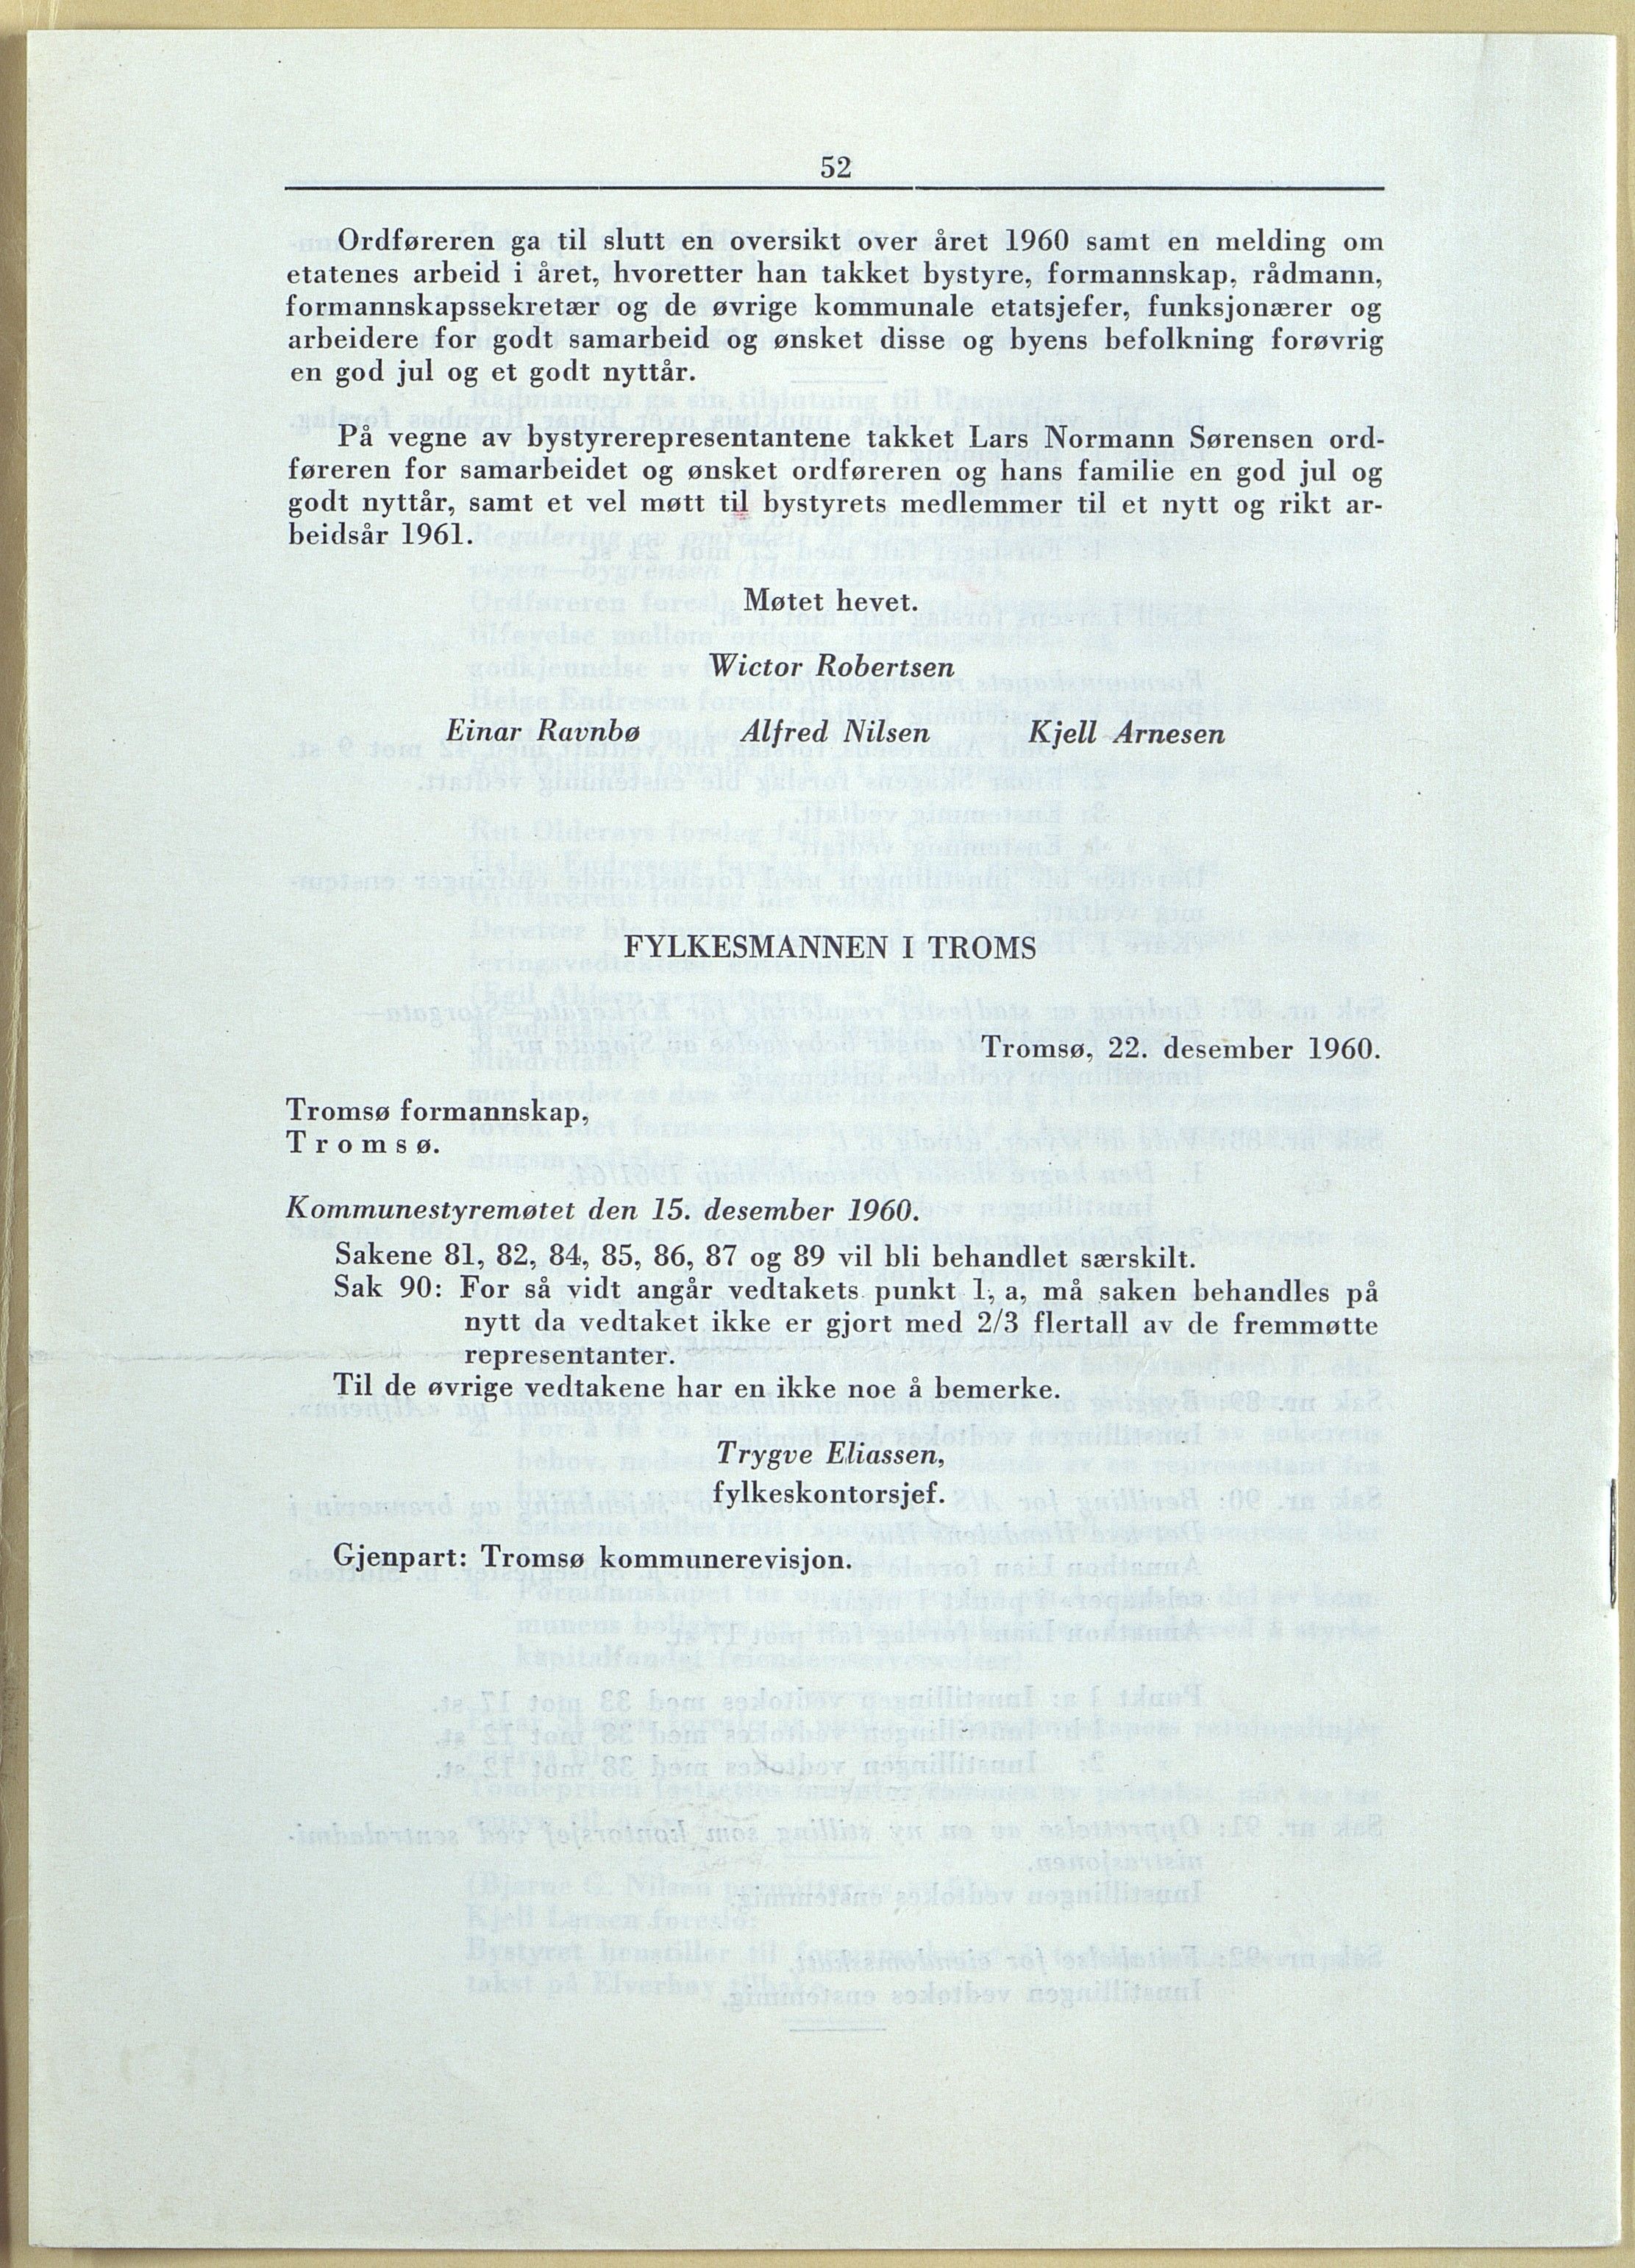 52
Ordføreren ga til slutt en oversikt over året 1960 samt en melding om
etatenes arbeid i året, hvoretter han takket bystyre, formannskap, rådmann,
formannskapssekretær og de øvrige kommunale etatsjefer, funksjonærer og
arbeidere for godt samarbeid og ønsket disse og byens befolkning forøvrig
en god jul og et godt nyttår.
På vegne av bystyrerepresentantene takket Lars Normann Sørensen ord-
føreren for samarbeidet og ønsket ordføreren og hans familie en god jul og
godt nyttår, samt et vel møtt til bystyrets medlemmer til et nytt og rikt ar-
beidsår 1961.
Møtet hevet.
Wictor Robertsen
Einar Ravnbø Alfred Nilsen Kjell Arnesen
FYLKESMANNEN I TROMS
Tromsø, 22. desember 1960.
Tromsø formannskap,
Tromsø.
Kommunestyremøtet den 15. desember 1960.
Sakene 81, 82, 84, 85, 86, 87 og 89 vil bli behandlet særskilt.
Sak 90: For så vidt angår vedtakets punkt 1, a, må saken behandles på
nytt da vedtaket ikke er gjort med 2/3 flertall av de fremmøtte
representanter.
Til de øvrige vedtakene har en ikke noe å bemerke.
Trygve Eliassen,
fylkeskontorsjef.
Gjenpart: Tromsø kommunerevisjon.